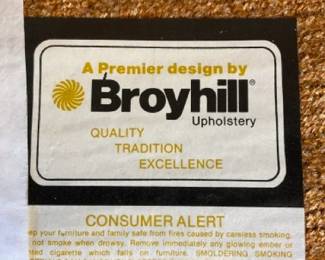 A Premier design by
Broyhill®
Upholstery
QUALITY
TRADITION
EXCELLENCE
CONSUMER ALERT
ep your furniture and family safe from fires caused by careless smoking.
not smoke when drowsy. Remove immediately any glowing ember or
ted cigarette which falls on furniture. SMOLDERING SMOKING